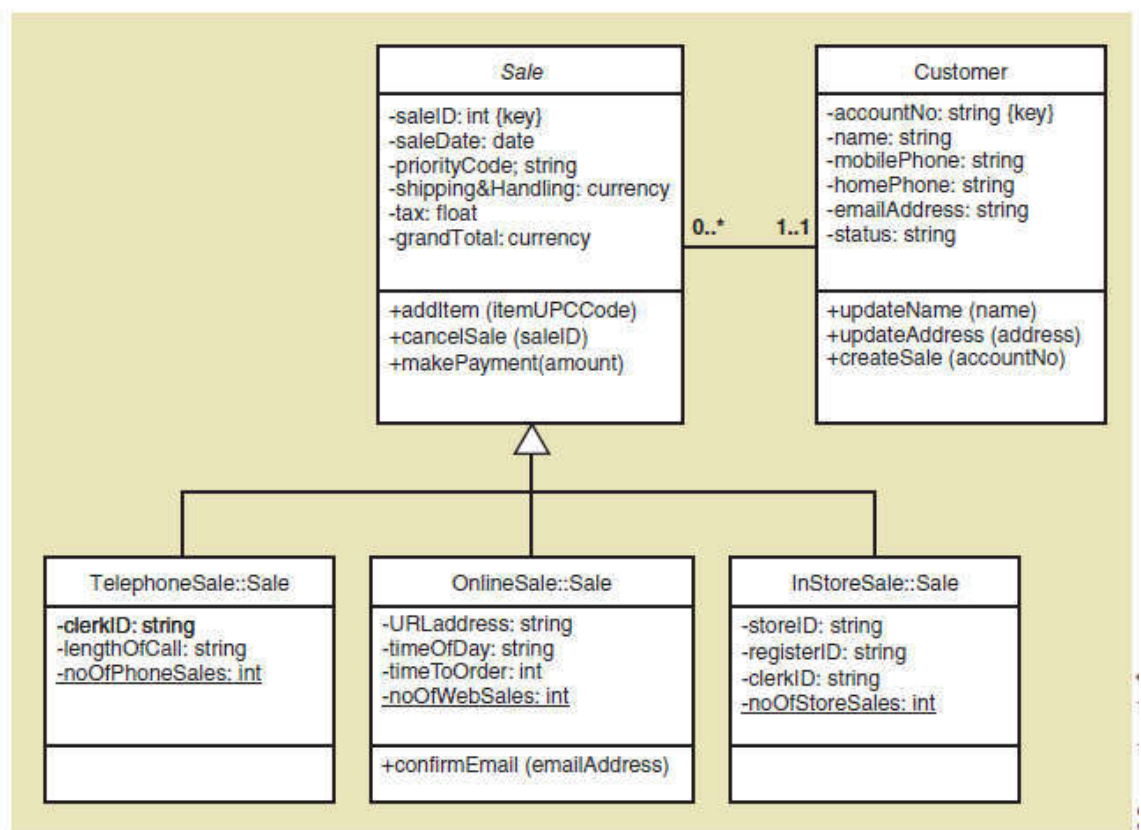 Sale
-saleID: int {key}
-saleDate: date
-priorityCode; string
-shipping&Handling: currency
-tax: float
-grandTotal: currency
+addItem (itemUPCCode)
+cancelSale (saleID)
+makePayment(amount)
0..*
1..1
Customer
-accountNo: string {key}
-name: string
-mobilePhone: string
-homePhone: string
-emailAddress: string
-status: string
+updateName (name)
+updateAddress (address)
+createSale (accountNo)
TelephoneSale::Sale
-clerkID: string
-lengthOfCall: string
-noOfPhoneSales: int
OnlineSale::Sale
-URLaddress: string
-timeOfDay: string
-timeToOrder: int
-noOfWebSales: int
+confirmEmail (emailAddress)
InStoreSale::Sale
-storeID: string
-registerID: string
-clerkID: string
-noOfStoreSales: int